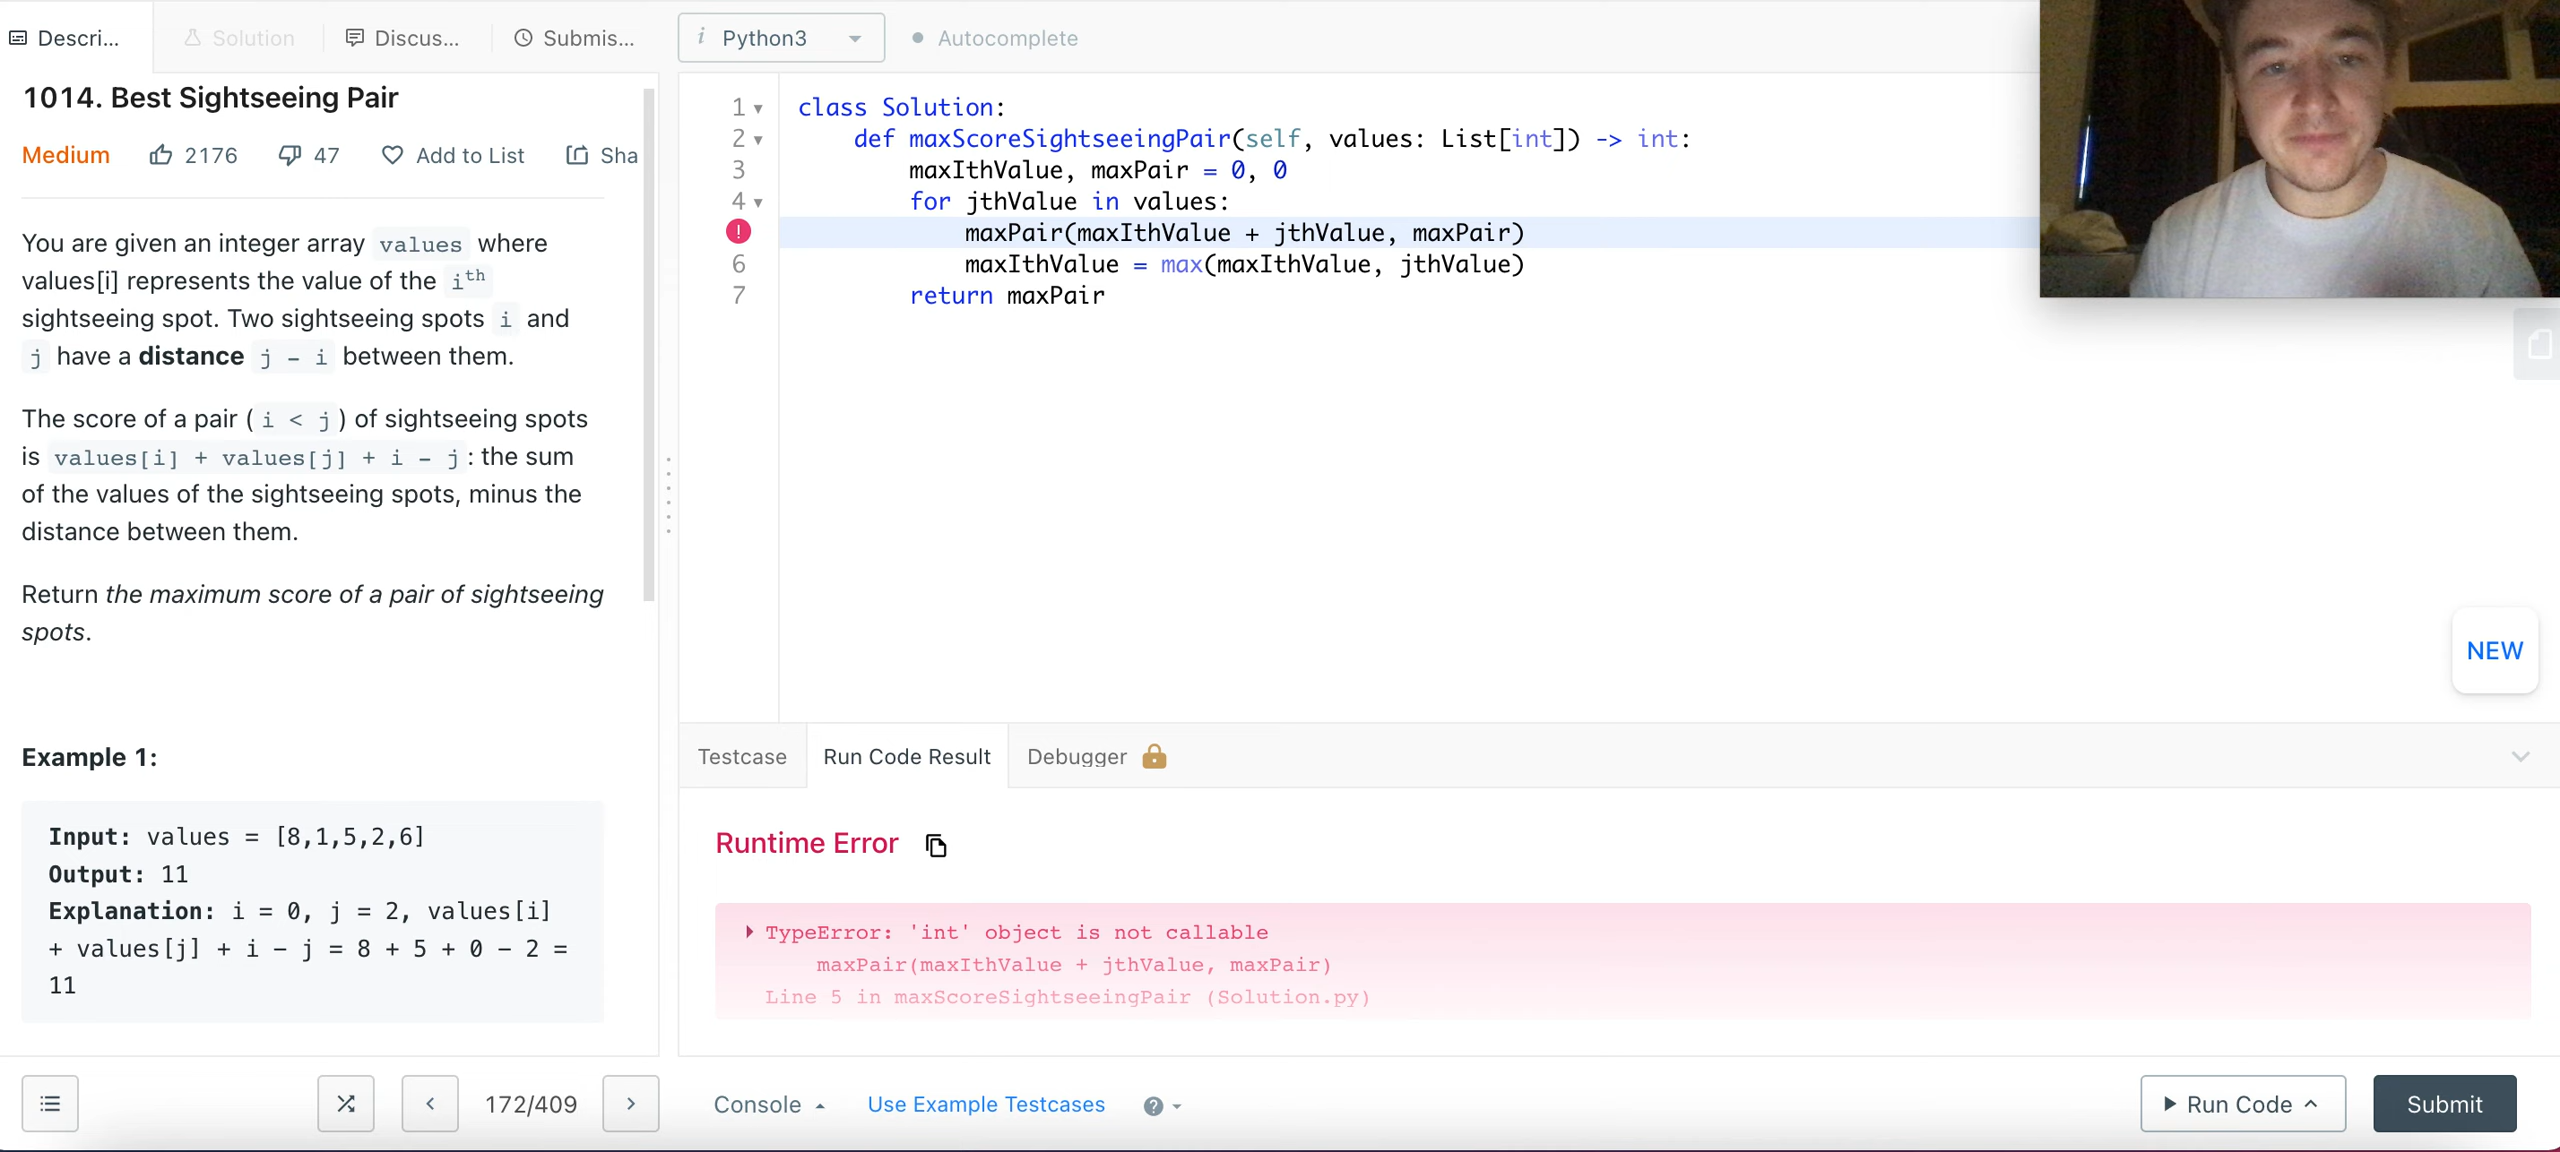 Descri...
Solution
Discus...
Submis...
i Python3
Autocomplete
1014. Best Sightseeing Pair
Medium 2176 47 Add to List Sha
You are given an integer array values where
values[i] represents the value of the ith
sightseeing spot. Two sightseeing spots i and
j have a distance j - i between them.
The score of a pair ( i < j ) of sightseeing spots
is values[i] + values[j] + i - j : the sum
of the values of the sightseeing spots, minus the
distance between them.
Return the maximum score of a pair of sightseeing
spots.
Example 1:
Input: values = [8,1,5,2,6]
Output: 11
Explanation: i = 0, j = 2, values[i]
+ values[j] + i - j = 8 + 5 + 0 - 2 =
11
172/409
1 class Solution:
2 def maxScoreSightseeingPair(self, values: List[int]) -> int:
3 maxIthValue, maxPair = 0, 0
4 for jthValue in values:
! maxPair(maxIthValue + jthValue, maxPair)
6 maxIthValue = max(maxIthValue, jthValue)
7 return maxPair
NEW
Testcase
Run Code Result
Debugger
Runtime Error
TypeError: 'int' object is not callable
maxPair(maxIthValue + jthValue, maxPair)
Line 5 in maxScoreSightseeingPair (Solution.py)
Console
Use Example Testcases
?
Run Code
Submit